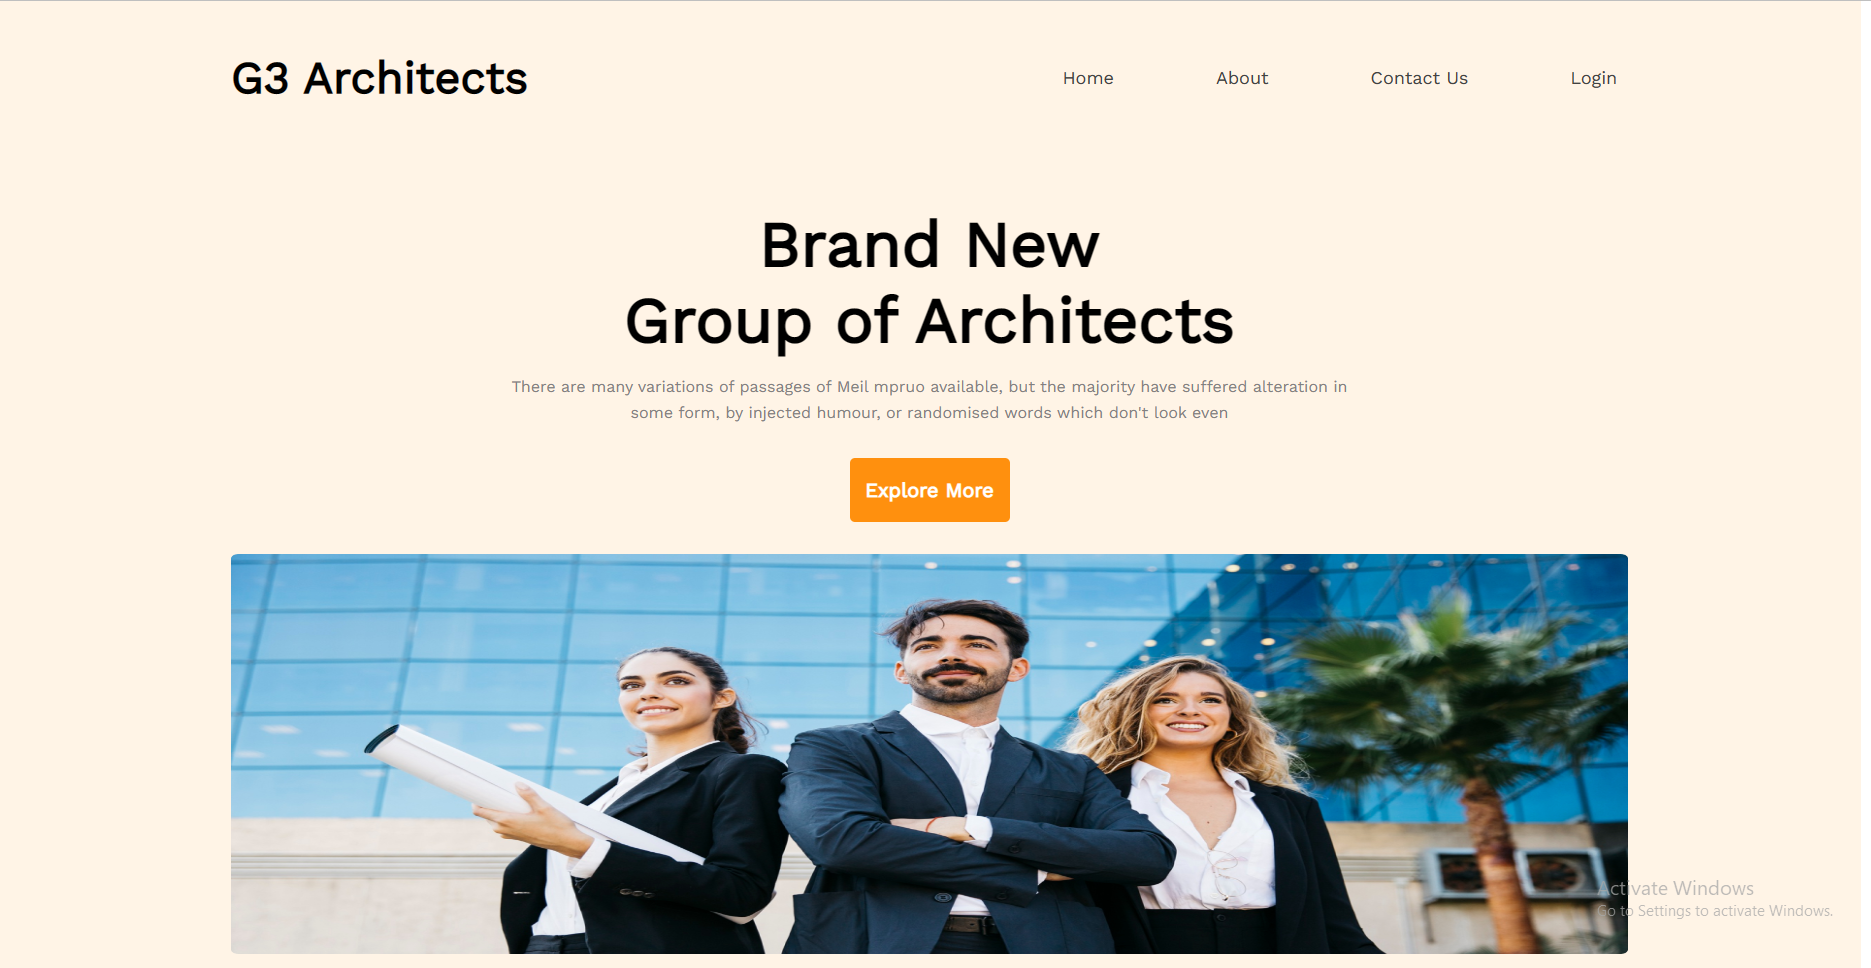 G3 Architects
Home About Contact Us Login
Brand New
Group of Architects
There are many variations of passages of Meil mpruo available, but the majority have suffered alteration in
some form, by injected humour, or randomised words which don't look even
Explore More
Activate Windows
Go to Settings to activate Windows.